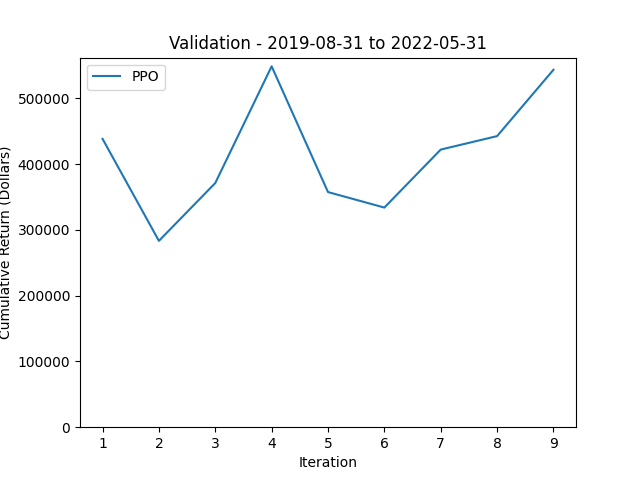 Validation - 2019-08-31 to 2022-05-31
PPO
Cumulative Return (Dollars)
500000
400000
300000
200000
100000
0
1 2 3 4 5 6 7 8 9
Iteration